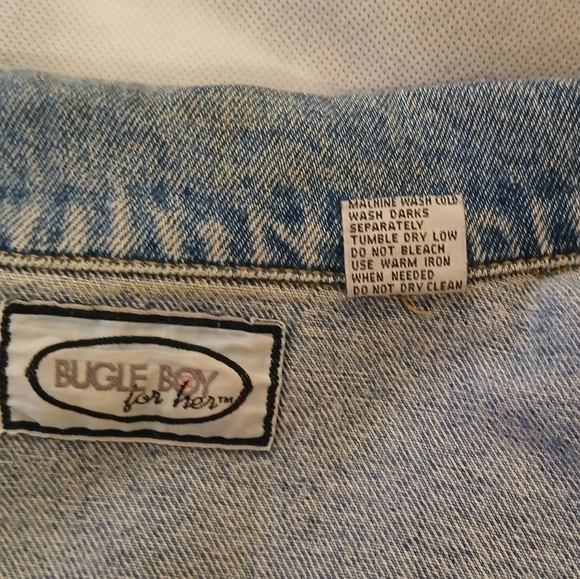 MACHINE WASH COLD
WASH DARKS
SEPARATELY
TUMBLE DRY LOW
DO NOT BLEACH
USE WARM IRON
WHEN NEEDED
DO NOT DRY CLEAN
BUGLE BOY
for her™